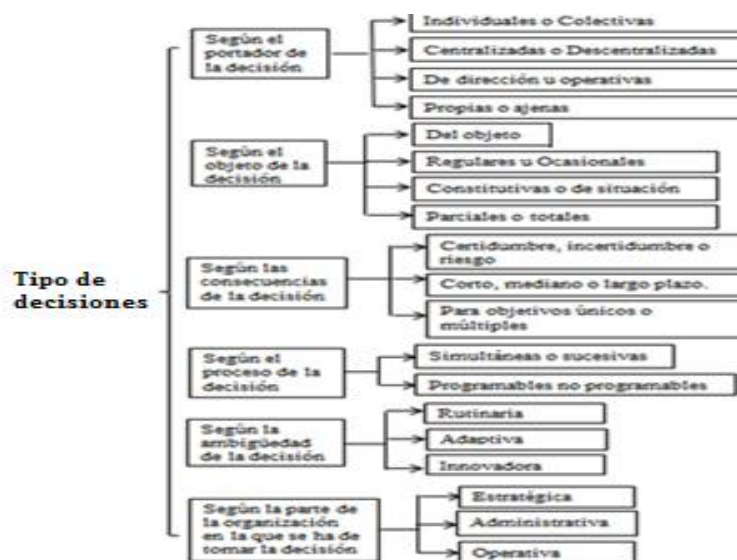 Tipo de
decisiones
Según el
portador de
la decisión
Individuales o Colectivas
Centralizadas o Descentralizadas
De dirección u operativas
Propias o ajenas
Según el
objeto de la
decisión
Del objeto
Regulares u Ocasionales
Constitutivas o de situación
Parciales o totales
Según las
consecuencias
de la decisión
Certidumbre, incertidumbre o
riesgo
Corto, mediano o largo plazo.
Para objetivos únicos o
múltiples
Según el
proceso de la
decisión
Simultáneas o sucesivas
Programables no programables
Según la
ambigüedad
de la decisión
Rutinaria
Adaptiva
Innovadora
Según la parte de
la organización
en la que se ha de
tomar la decisión
Estratégica
Administrativa
Operativa